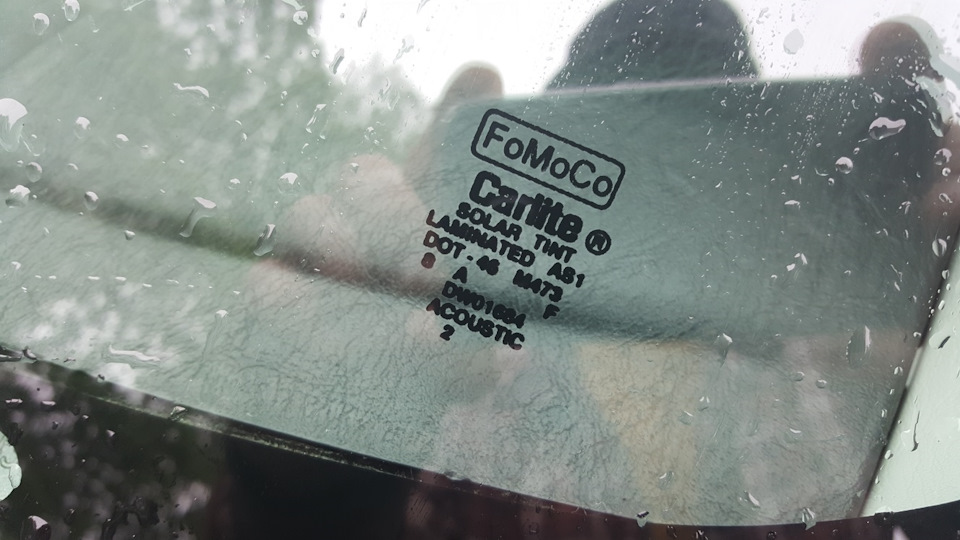 FoMoCo
Carlite ®
SOLAR TINT
LAMINATED AS1
DOT - 46 M473
8 A F
DW01684
ACOUSTIC
2